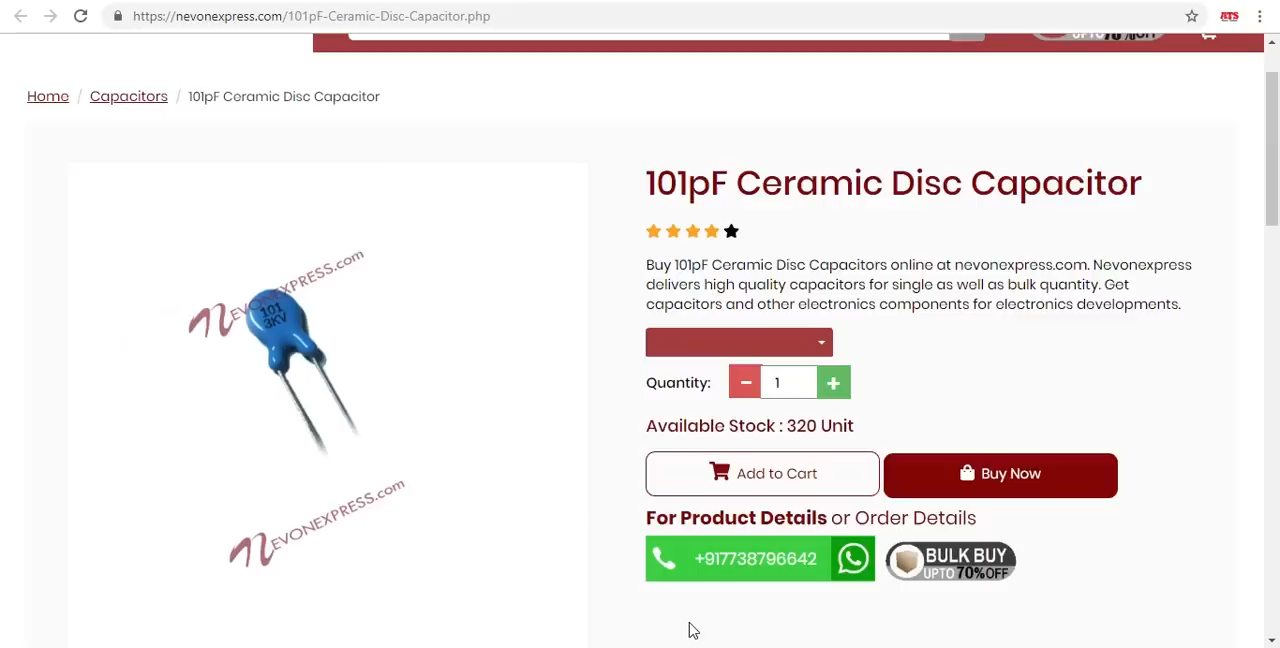 https://nevonexpress.com/101pF-Ceramic-Disc-Capacitor.php
ATS
UPTO 70%OFF
Home / Capacitors / 101pF Ceramic Disc Capacitor
101pF Ceramic Disc Capacitor
Buy 101pF Ceramic Disc Capacitors online at nevonexpress.com. Nevonexpress
delivers high quality capacitors for single as well as bulk quantity. Get
capacitors and other electronics components for electronics developments.
Quantity: − 1 +
Available Stock : 320 Unit
Add to Cart
Buy Now
For Product Details or Order Details
+917738796642
BULK BUY
UPTO 70%OFF
NEVONEXPRESS.com
101
3KV
NEVONEXPRESS.com